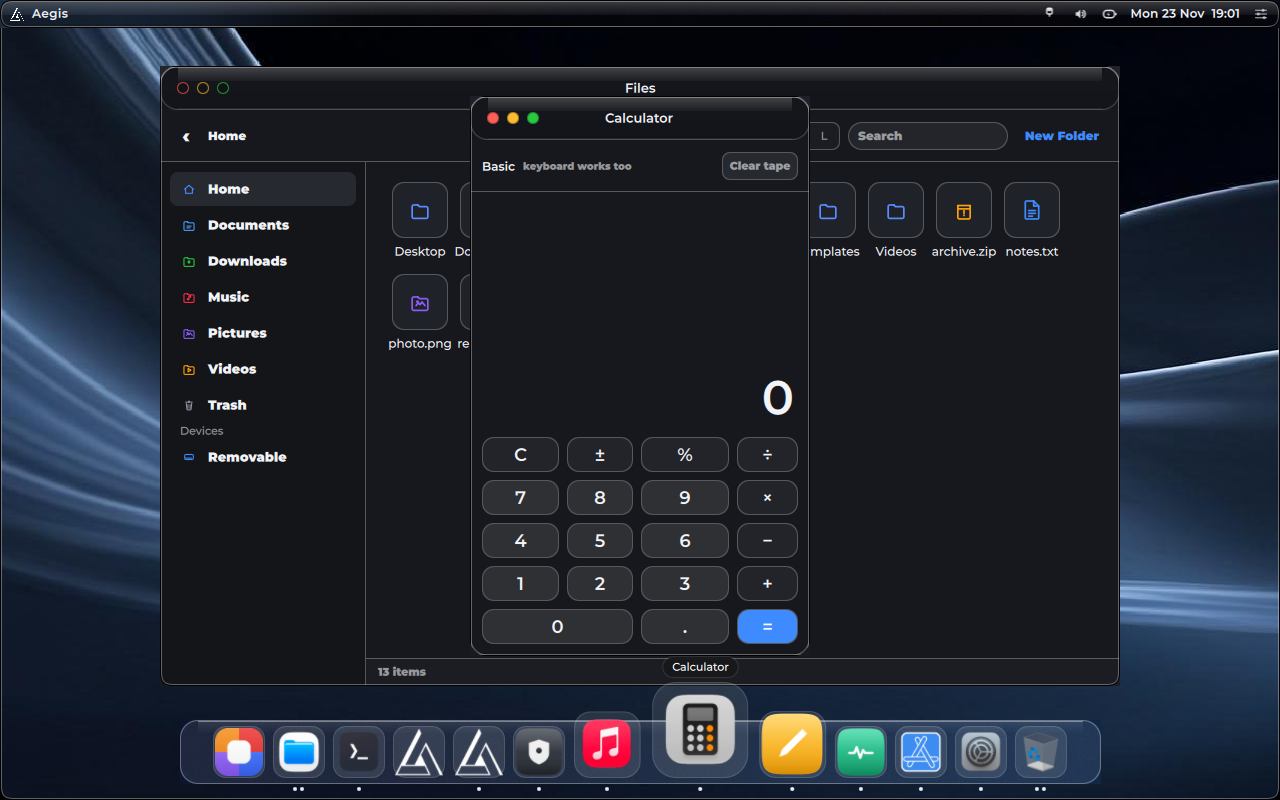 Aegis
Mon 23 Nov 19:01
Files
Calculator
Home
L
Search
New Folder
Basic keyboard works too
Clear tape
Home
Documents
Downloads
Music
Pictures
Videos
Trash
Devices
Removable
Desktop
Do
mplates
Videos
archive.zip
notes.txt
photo.png
re
0
C ± % ÷
7 8 9 ×
4 5 6 −
1 2 3 +
0 . =
13 items
Calculator